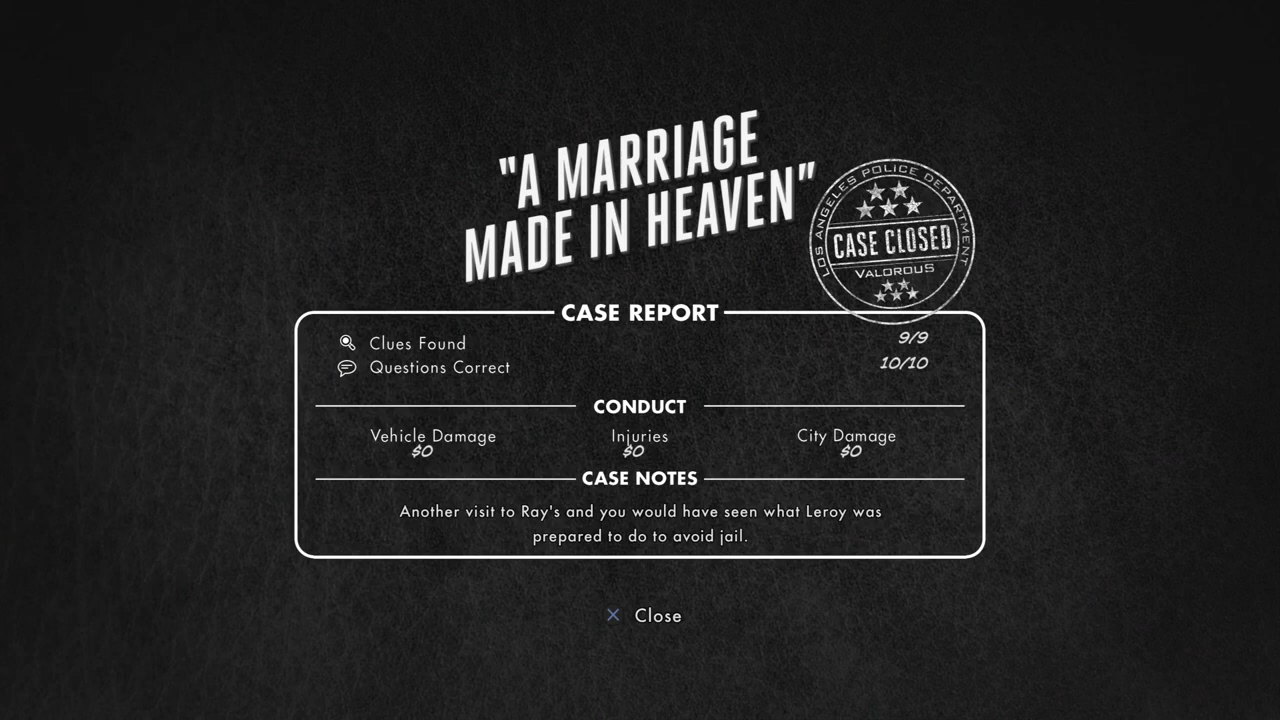 "A MARRIAGE
MADE IN HEAVEN"
LOS ANGELES POLICE DEPARTMENT
CASE CLOSED
VALOROUS
CASE REPORT
Clues Found 9/9
Questions Correct 10/10
CONDUCT
Vehicle Damage Injuries City Damage
$0 $0 $0
CASE NOTES
Another visit to Ray's and you would have seen what Leroy was
prepared to do to avoid jail.
Close